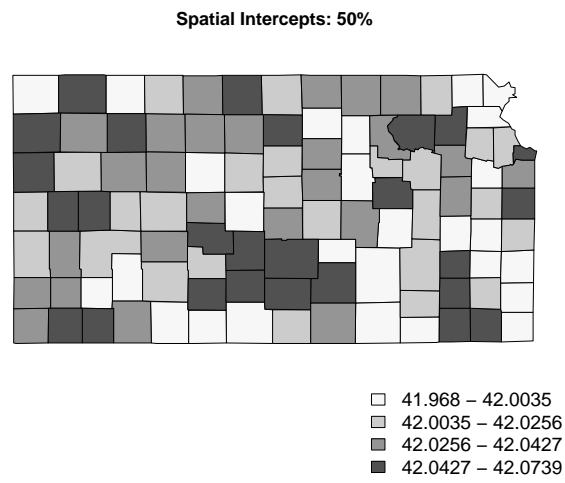 Spatial Intercepts: 50%
41.968 – 42.0035
42.0035 – 42.0256
42.0256 – 42.0427
42.0427 – 42.0739